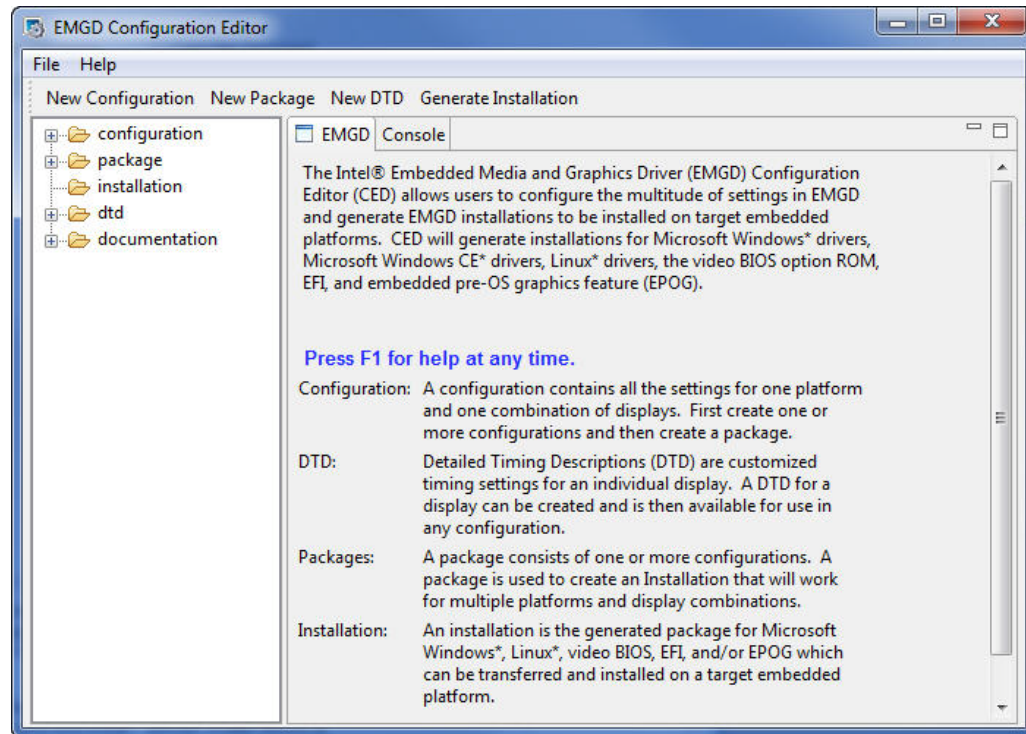 EMGD Configuration Editor
File Help
New Configuration New Package New DTD Generate Installation
configuration
package
installation
dtd
documentation
EMGD Console
The Intel® Embedded Media and Graphics Driver (EMGD) Configuration
Editor (CED) allows users to configure the multitude of settings in EMGD
and generate EMGD installations to be installed on target embedded
platforms. CED will generate installations for Microsoft Windows* drivers,
Microsoft Windows CE* drivers, Linux* drivers, the video BIOS option ROM,
EFI, and embedded pre-OS graphics feature (EPOG).
Press F1 for help at any time.
Configuration: A configuration contains all the settings for one platform
and one combination of displays. First create one or
more configurations and then create a package.
DTD: Detailed Timing Descriptions (DTD) are customized
timing settings for an individual display. A DTD for a
display can be created and is then available for use in
any configuration.
Packages: A package consists of one or more configurations. A
package is used to create an Installation that will work
for multiple platforms and display combinations.
Installation: An installation is the generated package for Microsoft
Windows*, Linux*, video BIOS, EFI, and/or EPOG which
can be transferred and installed on a target embedded
platform.